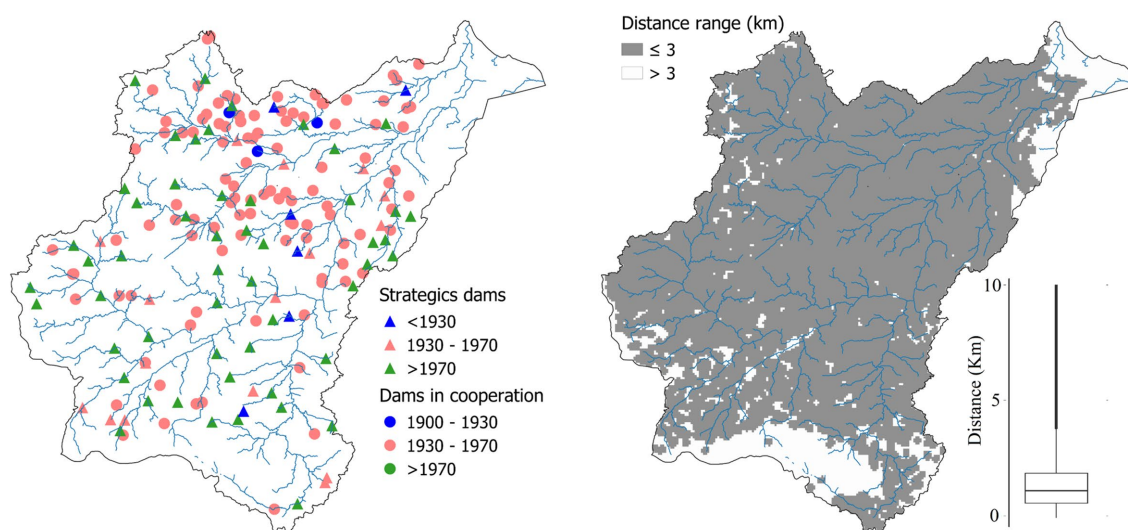 Strategics dams
<1930
1930 - 1970
>1970
Dams in cooperation
1900 - 1930
1930 - 1970
>1970
Distance range (km)
≤ 3
> 3
Distance (Km)
10
5
0